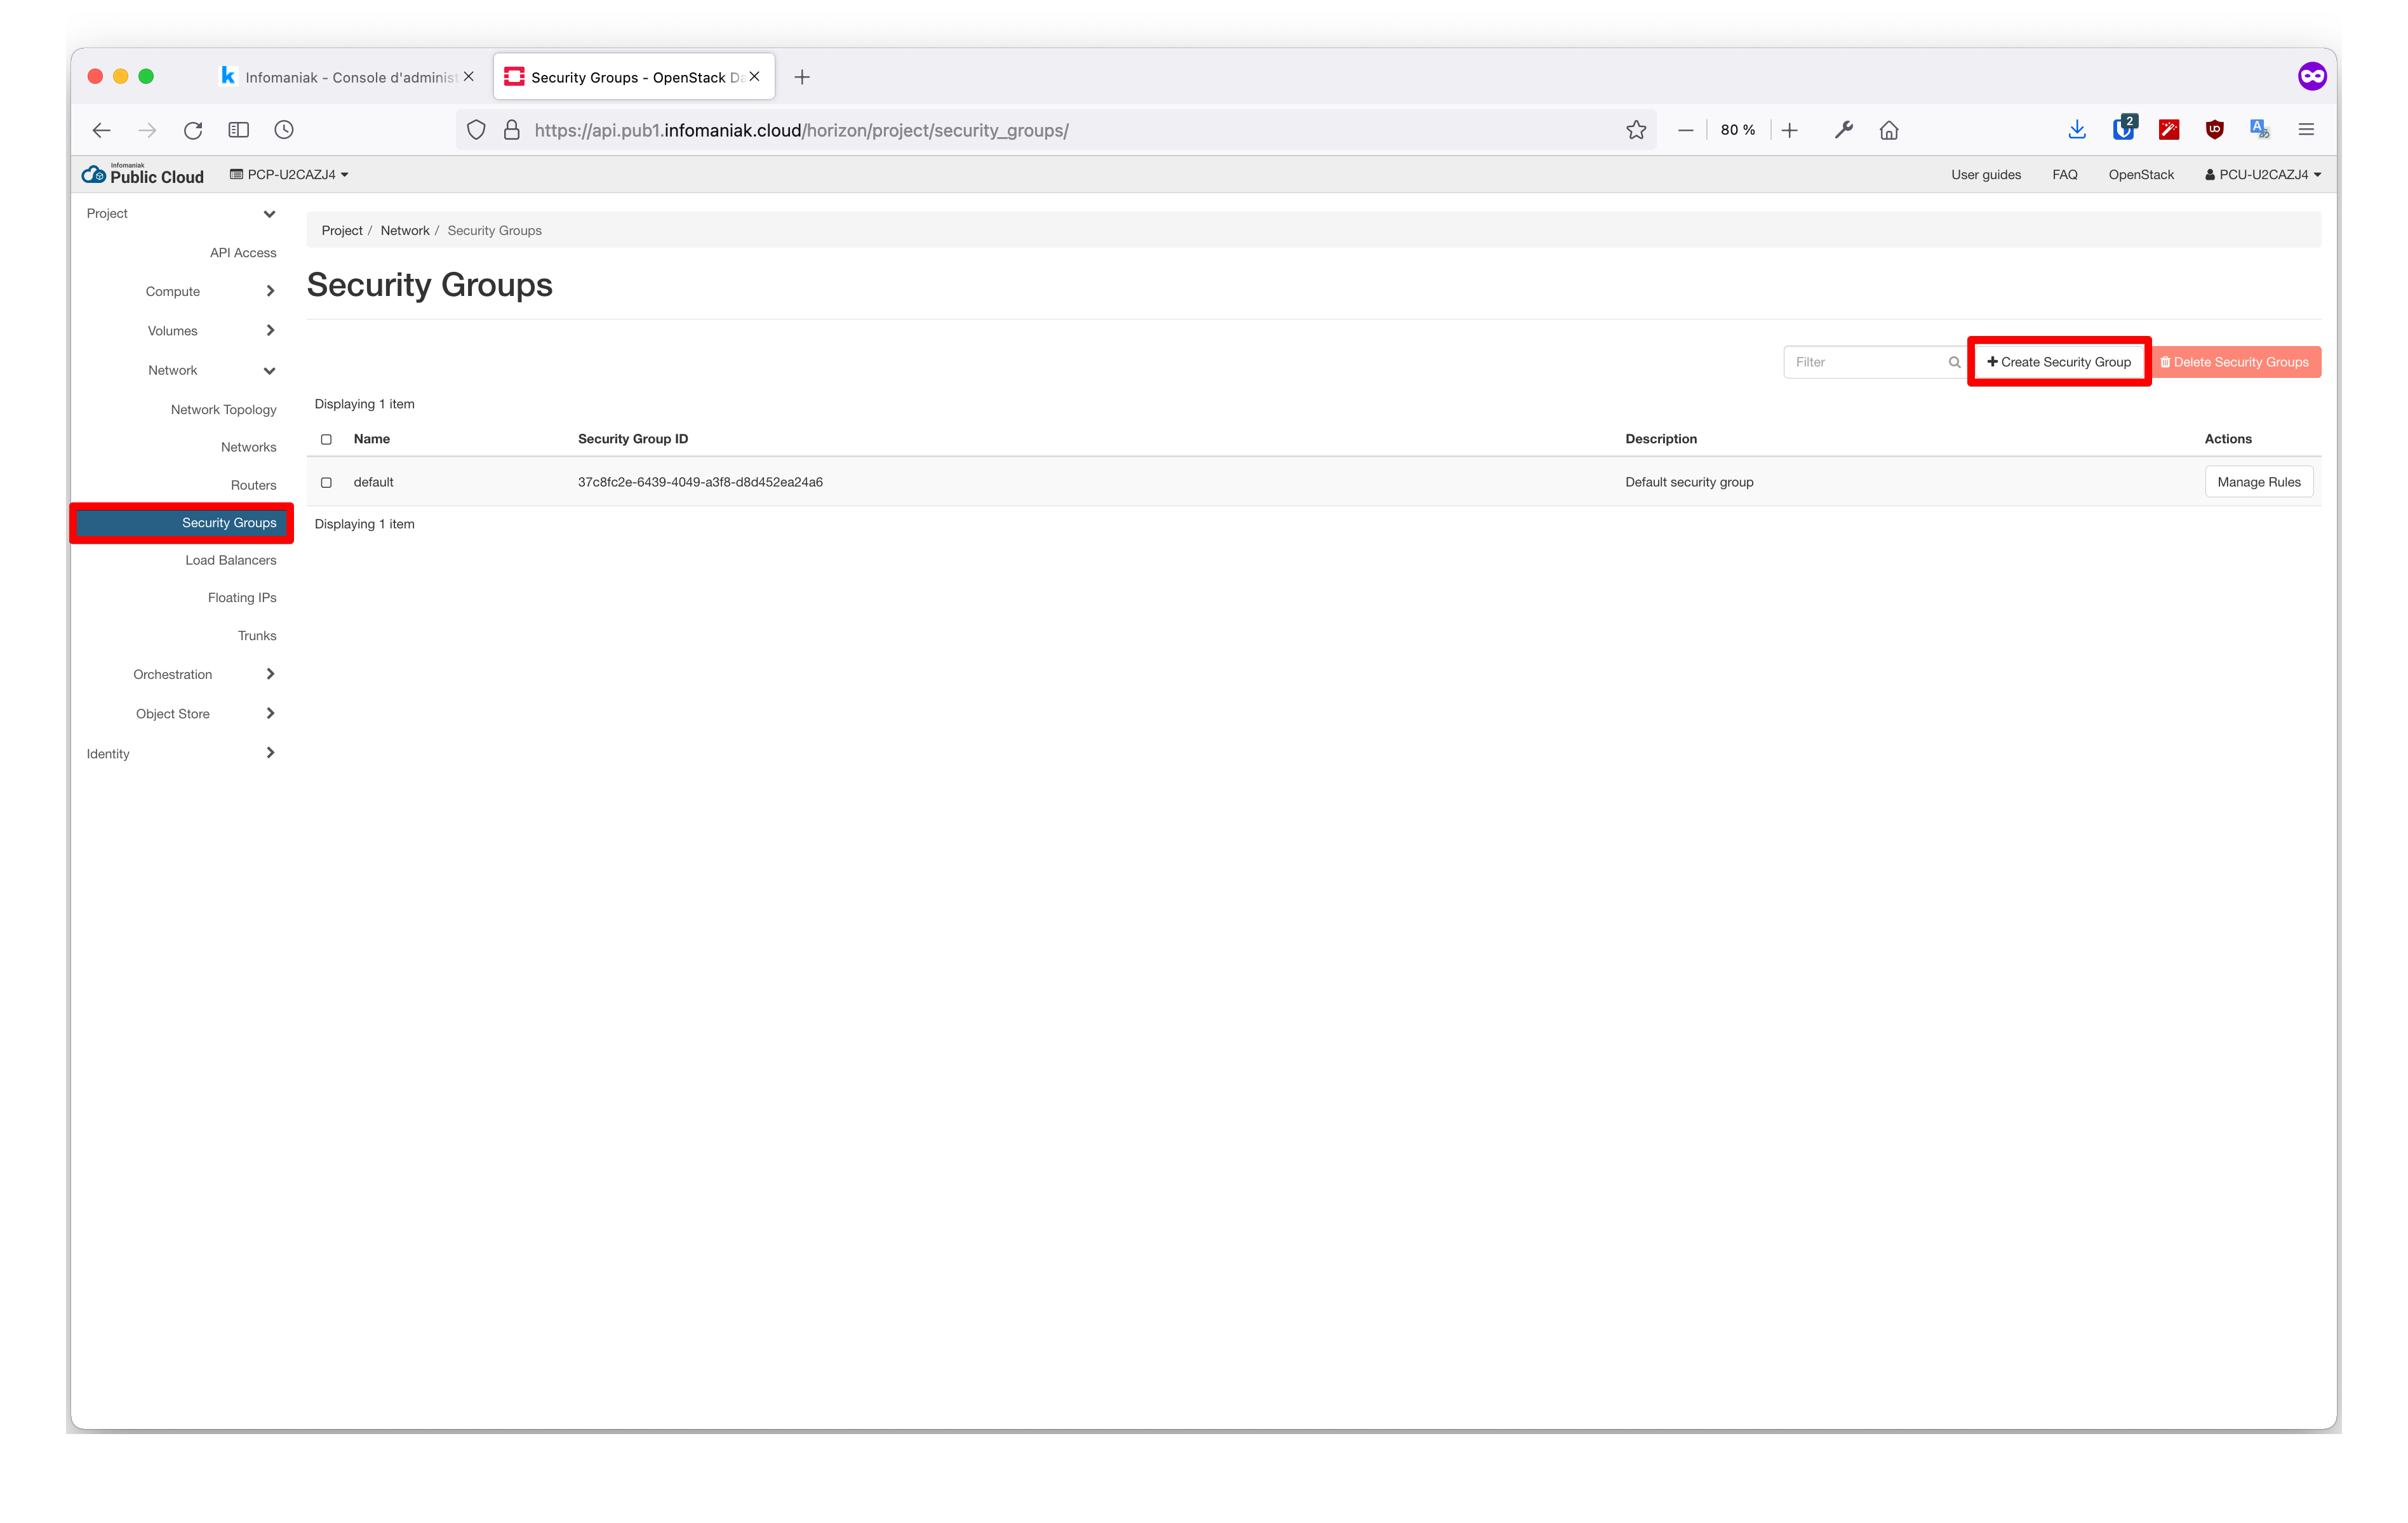 Infomaniak - Console d'administ
Security Groups - OpenStack Da
https://api.pub1.infomaniak.cloud/horizon/project/security_groups/
80 %
2
Infomaniak
Public Cloud
PCP-U2CAZJ4
User guides
FAQ
OpenStack
PCU-U2CAZJ4
Project
API Access
Compute
Volumes
Network
Network Topology
Networks
Routers
Security Groups
Load Balancers
Floating IPs
Trunks
Orchestration
Object Store
Identity
Project / Network / Security Groups
Security Groups
Filter
Create Security Group
Delete Security Groups
Displaying 1 item
Name Security Group ID Description Actions
default 37c8fc2e-6439-4049-a3f8-d8d452ea24a6 Default security group Manage Rules
Displaying 1 item